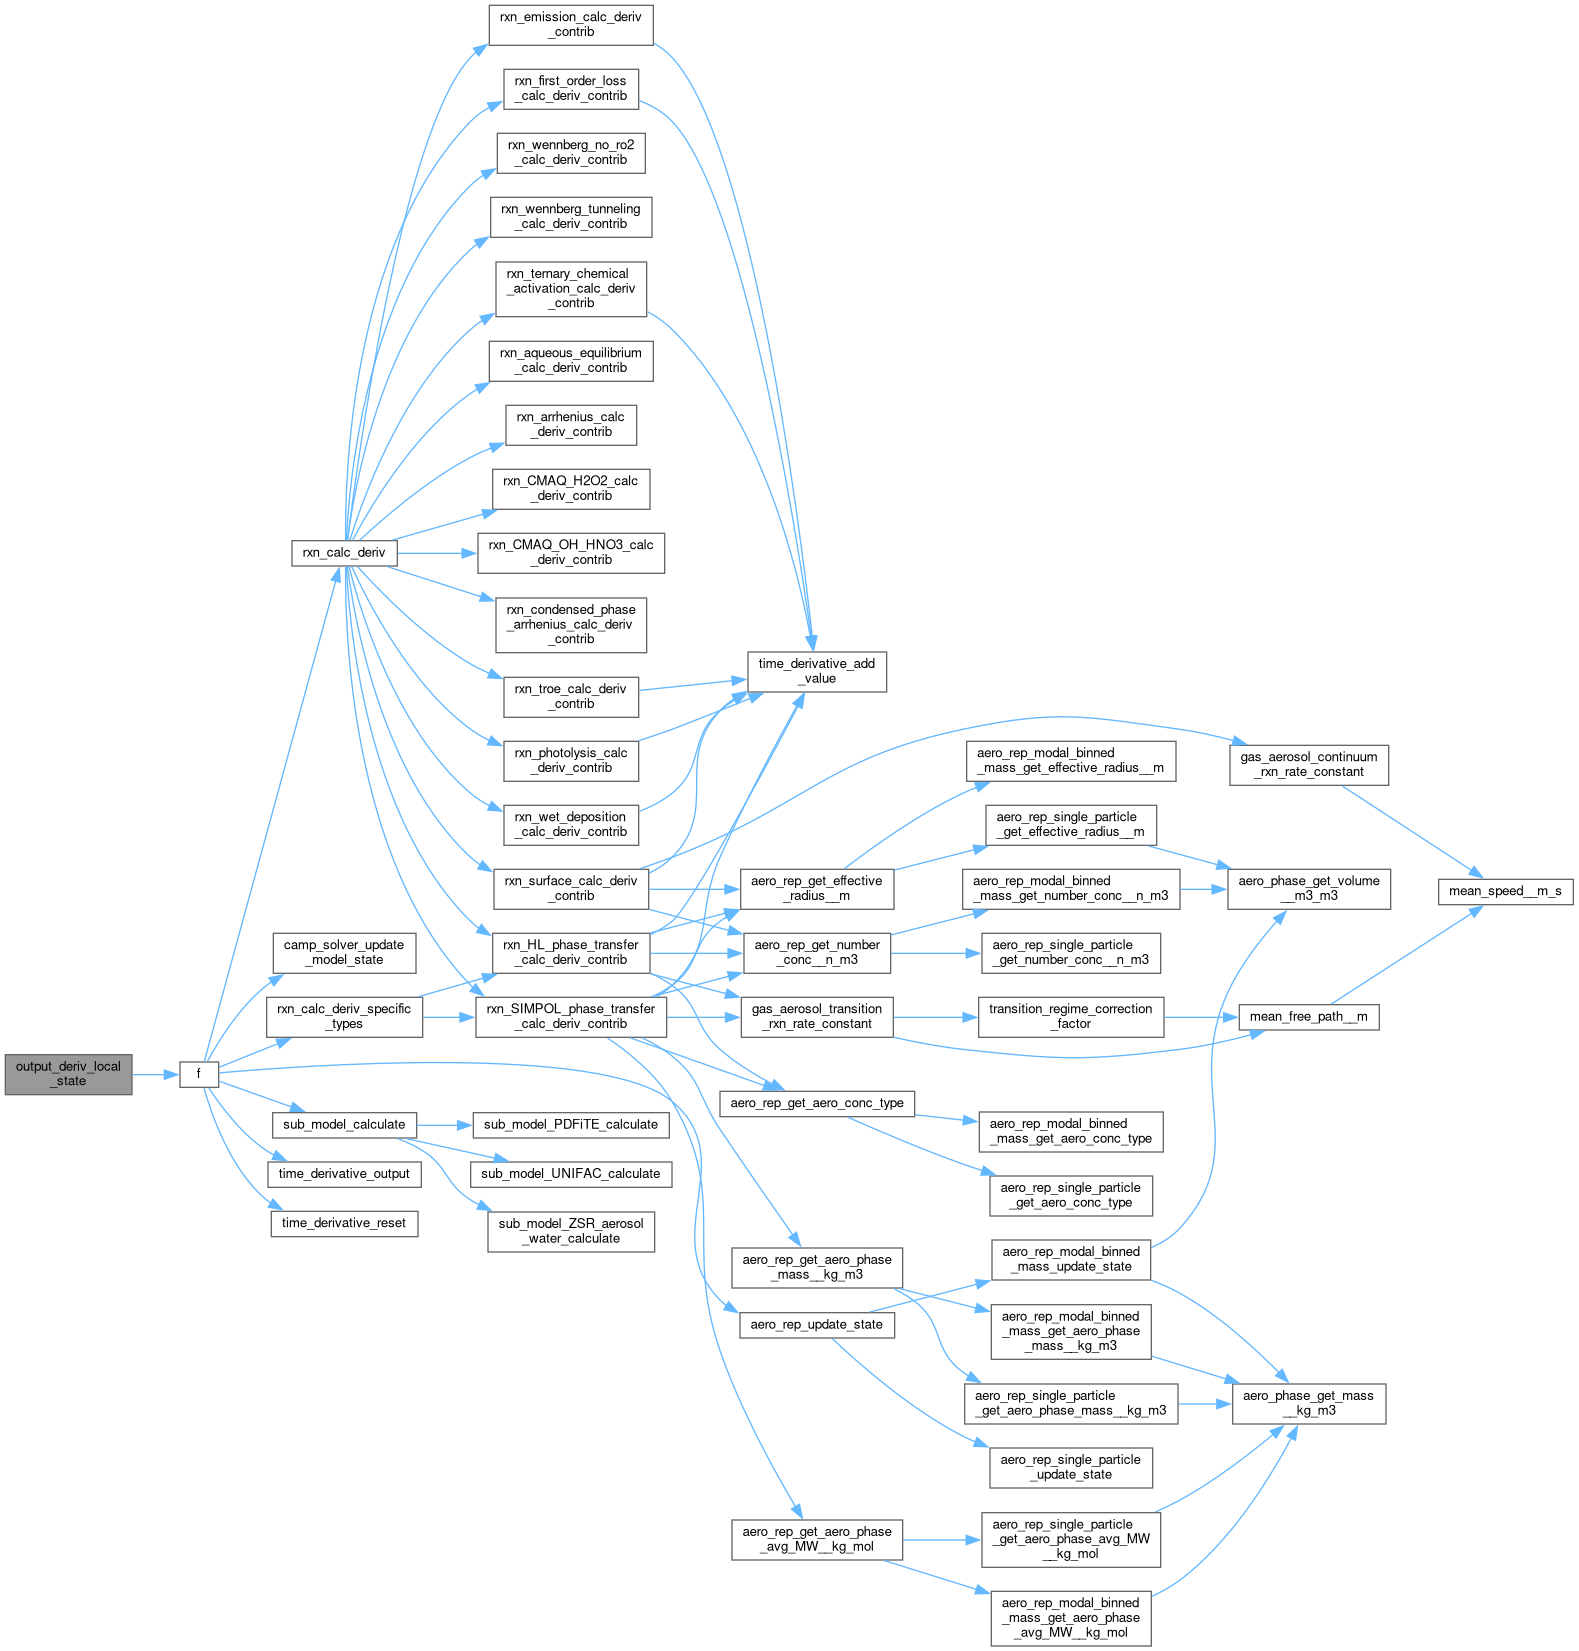 rxn_emission_calc_deriv
_contrib
rxn_first_order_loss
_calc_deriv_contrib
rxn_wennberg_no_ro2
_calc_deriv_contrib
rxn_wennberg_tunneling
_calc_deriv_contrib
rxn_ternary_chemical
_activation_calc_deriv
_contrib
rxn_aqueous_equilibrium
_calc_deriv_contrib
rxn_arrhenius_calc
_deriv_contrib
rxn_CMAQ_H2O2_calc
_deriv_contrib
rxn_calc_deriv
rxn_CMAQ_OH_HNO3_calc
_deriv_contrib
rxn_condensed_phase
_arrhenius_calc_deriv
_contrib
time_derivative_add
_value
rxn_troe_calc_deriv
_contrib
rxn_photolysis_calc
_deriv_contrib
aero_rep_modal_binned
_mass_get_effective_radius__m
gas_aerosol_continuum
_rxn_rate_constant
rxn_wet_deposition
_calc_deriv_contrib
aero_rep_single_particle
_get_effective_radius__m
rxn_surface_calc_deriv
_contrib
aero_rep_get_effective
_radius__m
aero_rep_modal_binned
_mass_get_number_conc__n_m3
aero_phase_get_volume
__m3_m3
mean_speed__m_s
camp_solver_update
_model_state
rxn_HL_phase_transfer
_calc_deriv_contrib
aero_rep_get_number
_conc__n_m3
aero_rep_single_particle
_get_number_conc__n_m3
rxn_calc_deriv_specific
_types
rxn_SIMPOL_phase_transfer
_calc_deriv_contrib
gas_aerosol_transition
_rxn_rate_constant
transition_regime_correction
_factor
mean_free_path__m
output_deriv_local
_state
f
aero_rep_get_aero_conc_type
sub_model_calculate
sub_model_PDFiTE_calculate
aero_rep_modal_binned
_mass_get_aero_conc_type
time_derivative_output
sub_model_UNIFAC_calculate
aero_rep_single_particle
_get_aero_conc_type
time_derivative_reset
sub_model_ZSR_aerosol
_water_calculate
aero_rep_get_aero_phase
_mass__kg_m3
aero_rep_modal_binned
_mass_update_state
aero_rep_update_state
aero_rep_modal_binned
_mass_get_aero_phase
_mass__kg_m3
aero_rep_single_particle
_get_aero_phase_mass__kg_m3
aero_phase_get_mass
__kg_m3
aero_rep_single_particle
_update_state
aero_rep_get_aero_phase
_avg_MW__kg_mol
aero_rep_single_particle
_get_aero_phase_avg_MW
__kg_mol
aero_rep_modal_binned
_mass_get_aero_phase
_avg_MW__kg_mol